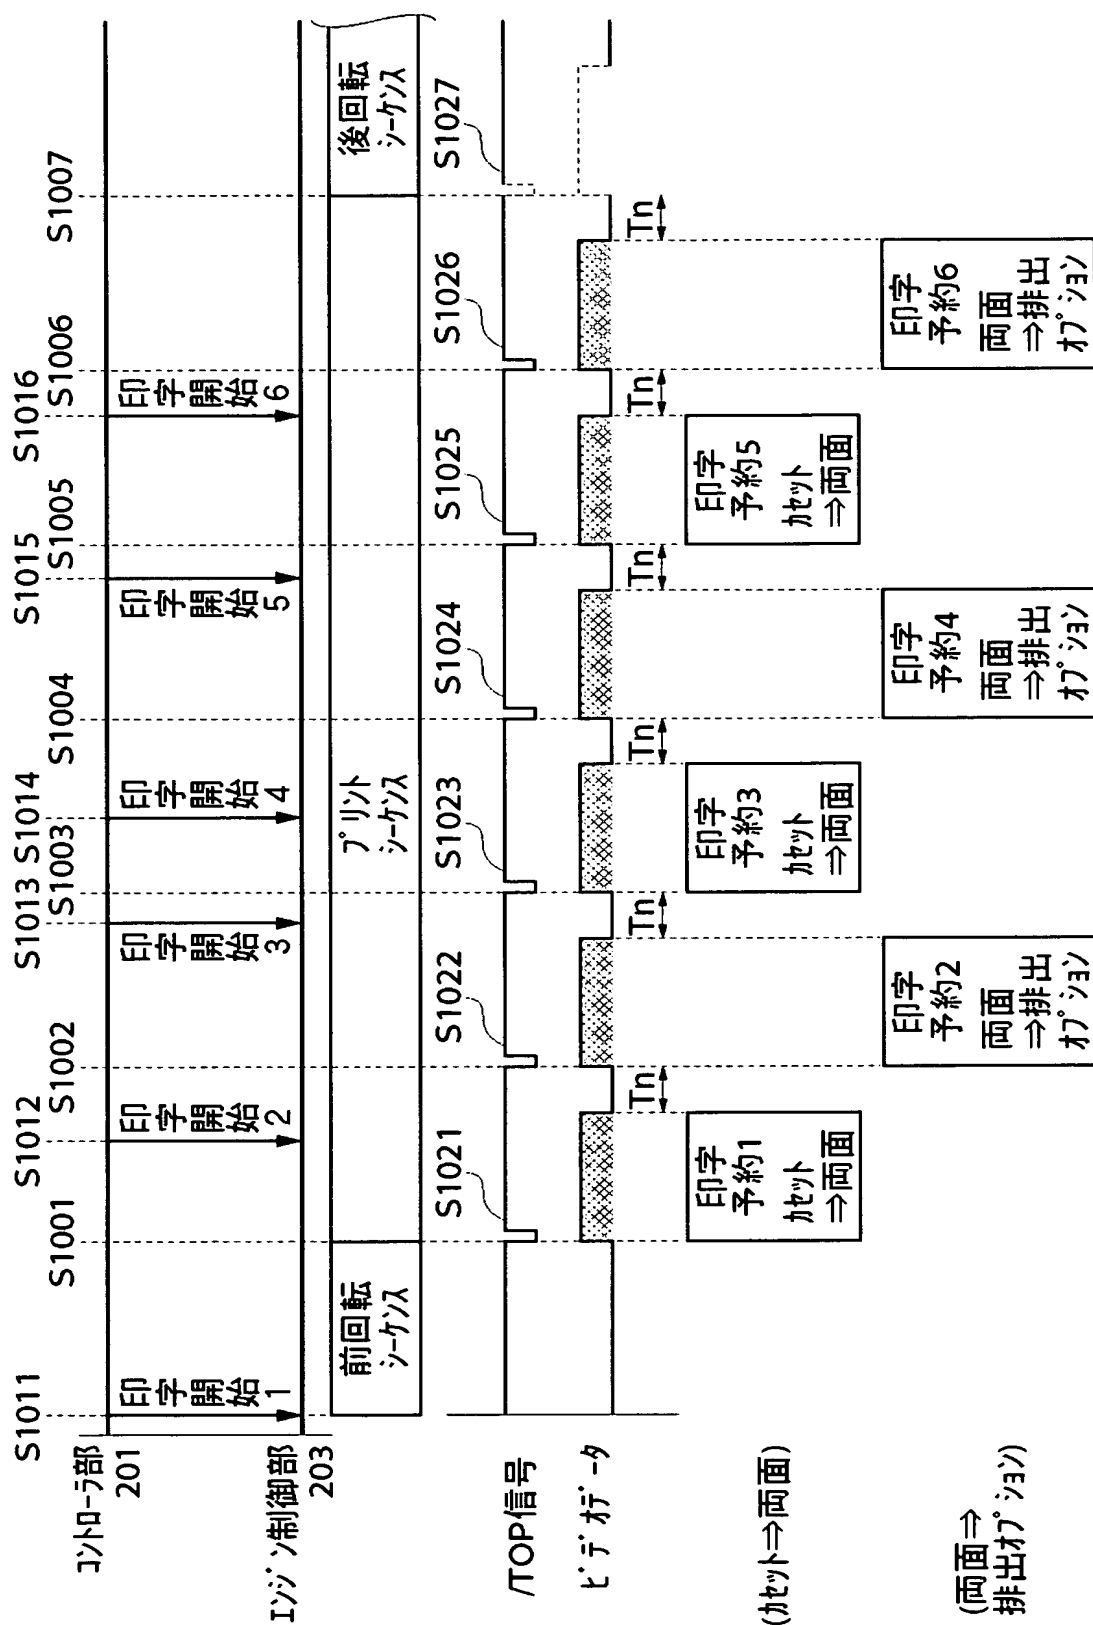 S1011
S1001
S1012
S1002
S1013
S1003
S1014
S1004
S1015
S1005
S1016
S1006
S1007
コントローラ部
201
印字開始
1
印字開始
2
印字開始
3
印字開始
4
印字開始
5
印字開始
6
エンジン制御部
203
前回転
シーケンス
プリント
シーケンス
後回転
シーケンス
S1021
S1022
S1023
S1024
S1025
S1026
S1027
/TOP信号
ビデオデータ
Tn
Tn
Tn
Tn
Tn
Tn
(カセット⇒両面)
印字
予約1
カセット
⇒両面
印字
予約3
カセット
⇒両面
印字
予約5
カセット
⇒両面
(両面⇒
排出オプション)
印字
予約2
両面
⇒排出
オプション
印字
予約4
両面
⇒排出
オプション
印字
予約6
両面
⇒排出
オプション